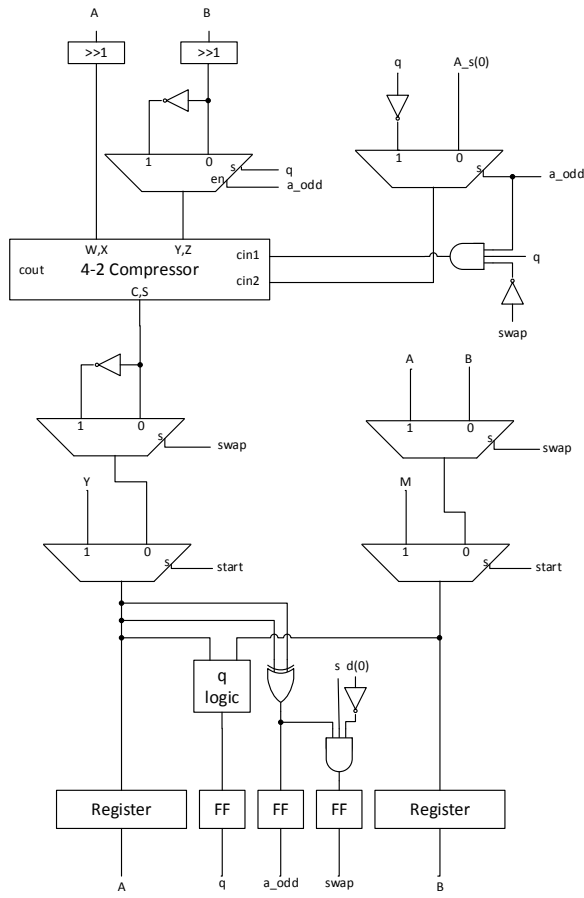 A B
>>1 >>1
q A_s(0)
1 0
s q
en a_odd
1 0
s a_odd
W,X Y,Z cin1
cout 4-2 Compressor
cin2
C,S
q
swap
1 0
s swap
A B
1 0
s swap
Y
1 0
s start
M
1 0
s start
q
logic
s d(0)
Register FF FF FF Register
A q a_odd swap B